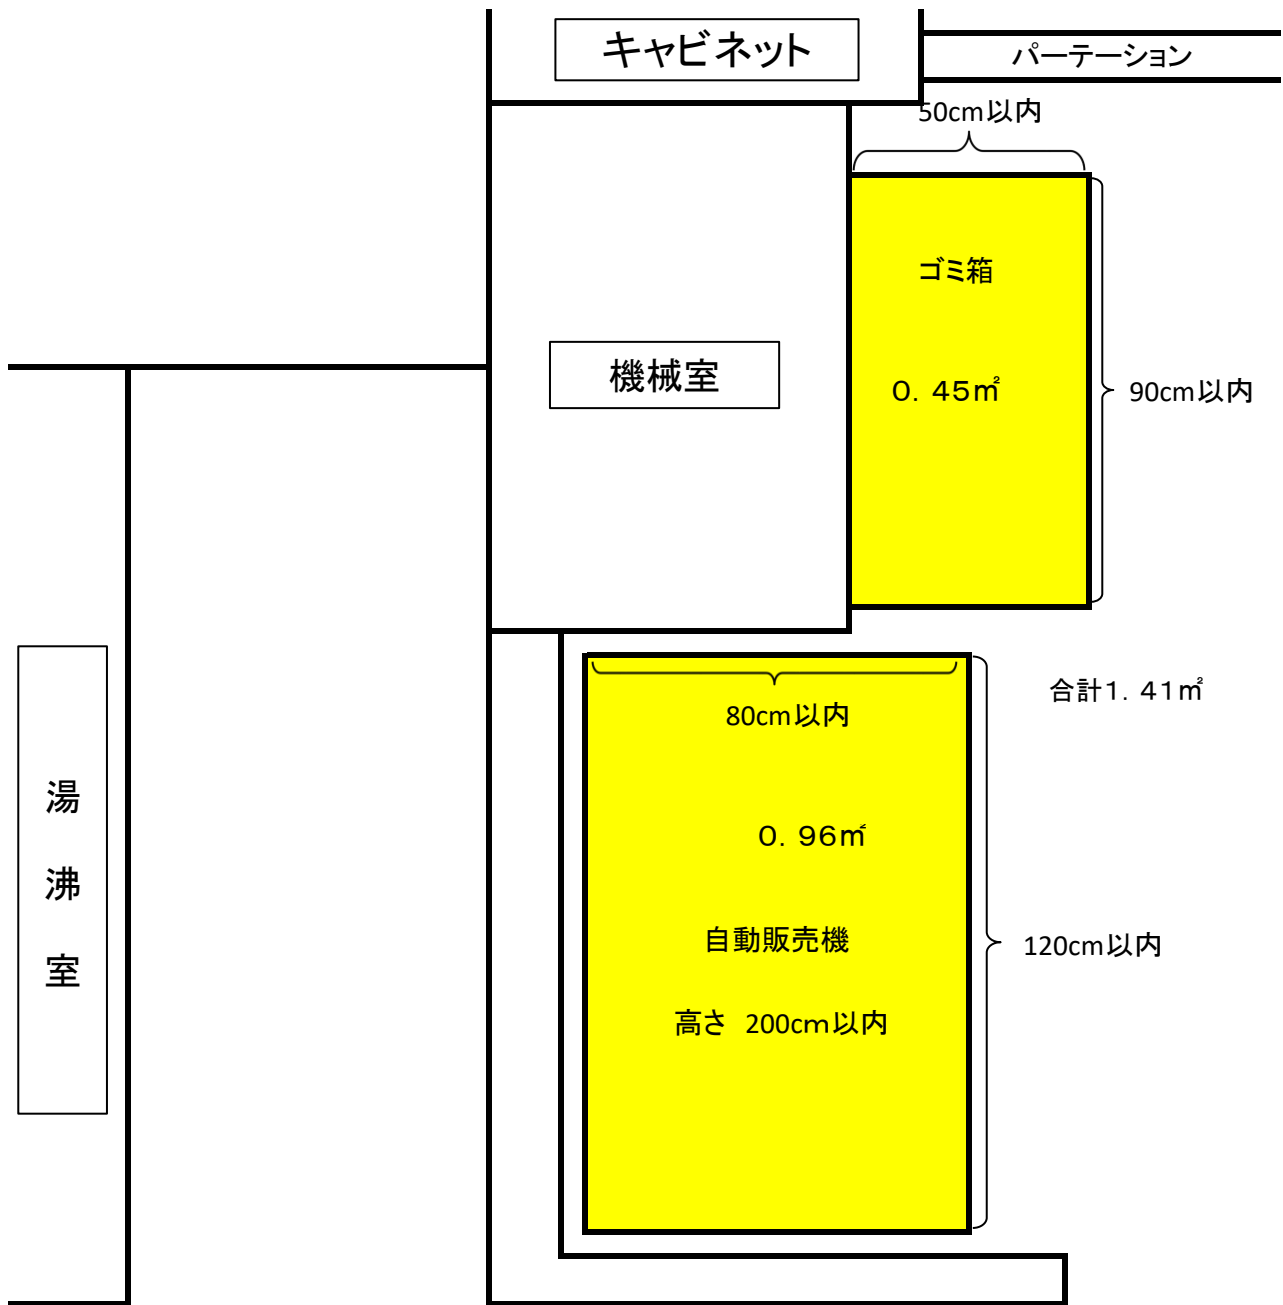 キャビネット
パーテーション
50cm以内
ゴミ箱
機械室
０．４５㎡
90cm以内
合計１．４１㎡
80cm以内
湯沸室
０．９６㎡
自動販売機
120cm以内
高さ　200cm以内